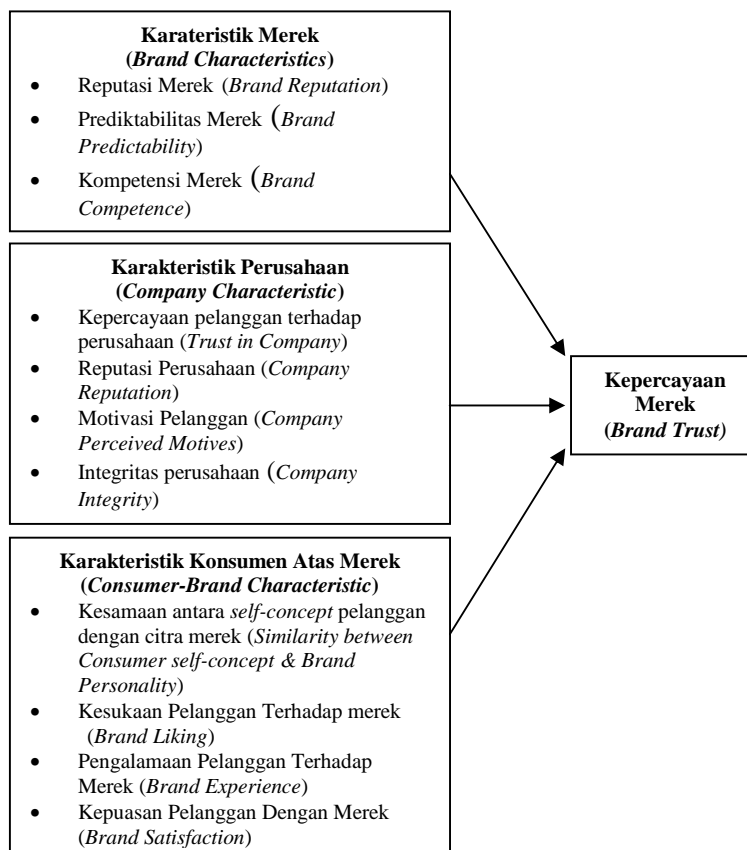 Karateristik Merek
(Brand Characteristics)
• Reputasi Merek (Brand Reputation)
• Prediktabilitas Merek (Brand
Predictability)
• Kompetensi Merek (Brand
Competence)
Karakteristik Perusahaan
(Company Characteristic)
• Kepercayaan pelanggan terhadap
perusahaan (Trust in Company)
• Reputasi Perusahaan (Company
Reputation)
• Motivasi Pelanggan (Company
Perceived Motives)
• Integritas perusahaan (Company
Integrity)
Karakteristik Konsumen Atas Merek
(Consumer-Brand Characteristic)
• Kesamaan antara self-concept pelanggan
dengan citra merek (Similarity between
Consumer self-concept & Brand
Personality)
• Kesukaan Pelanggan Terhadap merek
(Brand Liking)
• Pengalamaan Pelanggan Terhadap
Merek (Brand Experience)
• Kepuasan Pelanggan Dengan Merek
(Brand Satisfaction)
Kepercayaan
Merek
(Brand Trust)